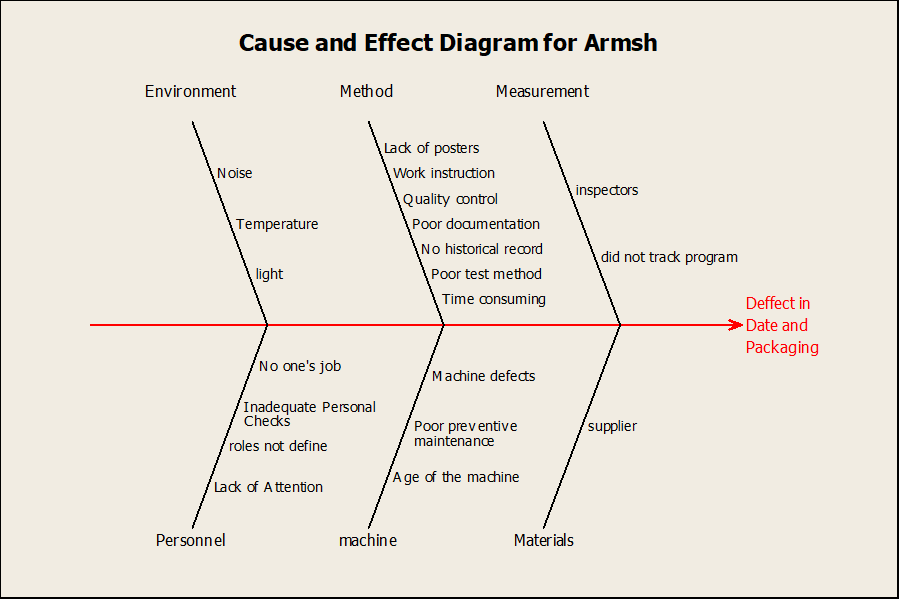 Cause and Effect Diagram for Armsh
Environment
Method
Measurement
Noise
Temperature
light
Lack of posters
Work instruction
Quality control
Poor documentation
No historical record
Poor test method
Time consuming
inspectors
did not track program
Deffect in
Date and
Packaging
No one's job
Inadequate Personal
Checks
roles not define
Lack of Attention
Machine defects
Poor preventive
maintenance
Age of the machine
supplier
Personnel
machine
Materials